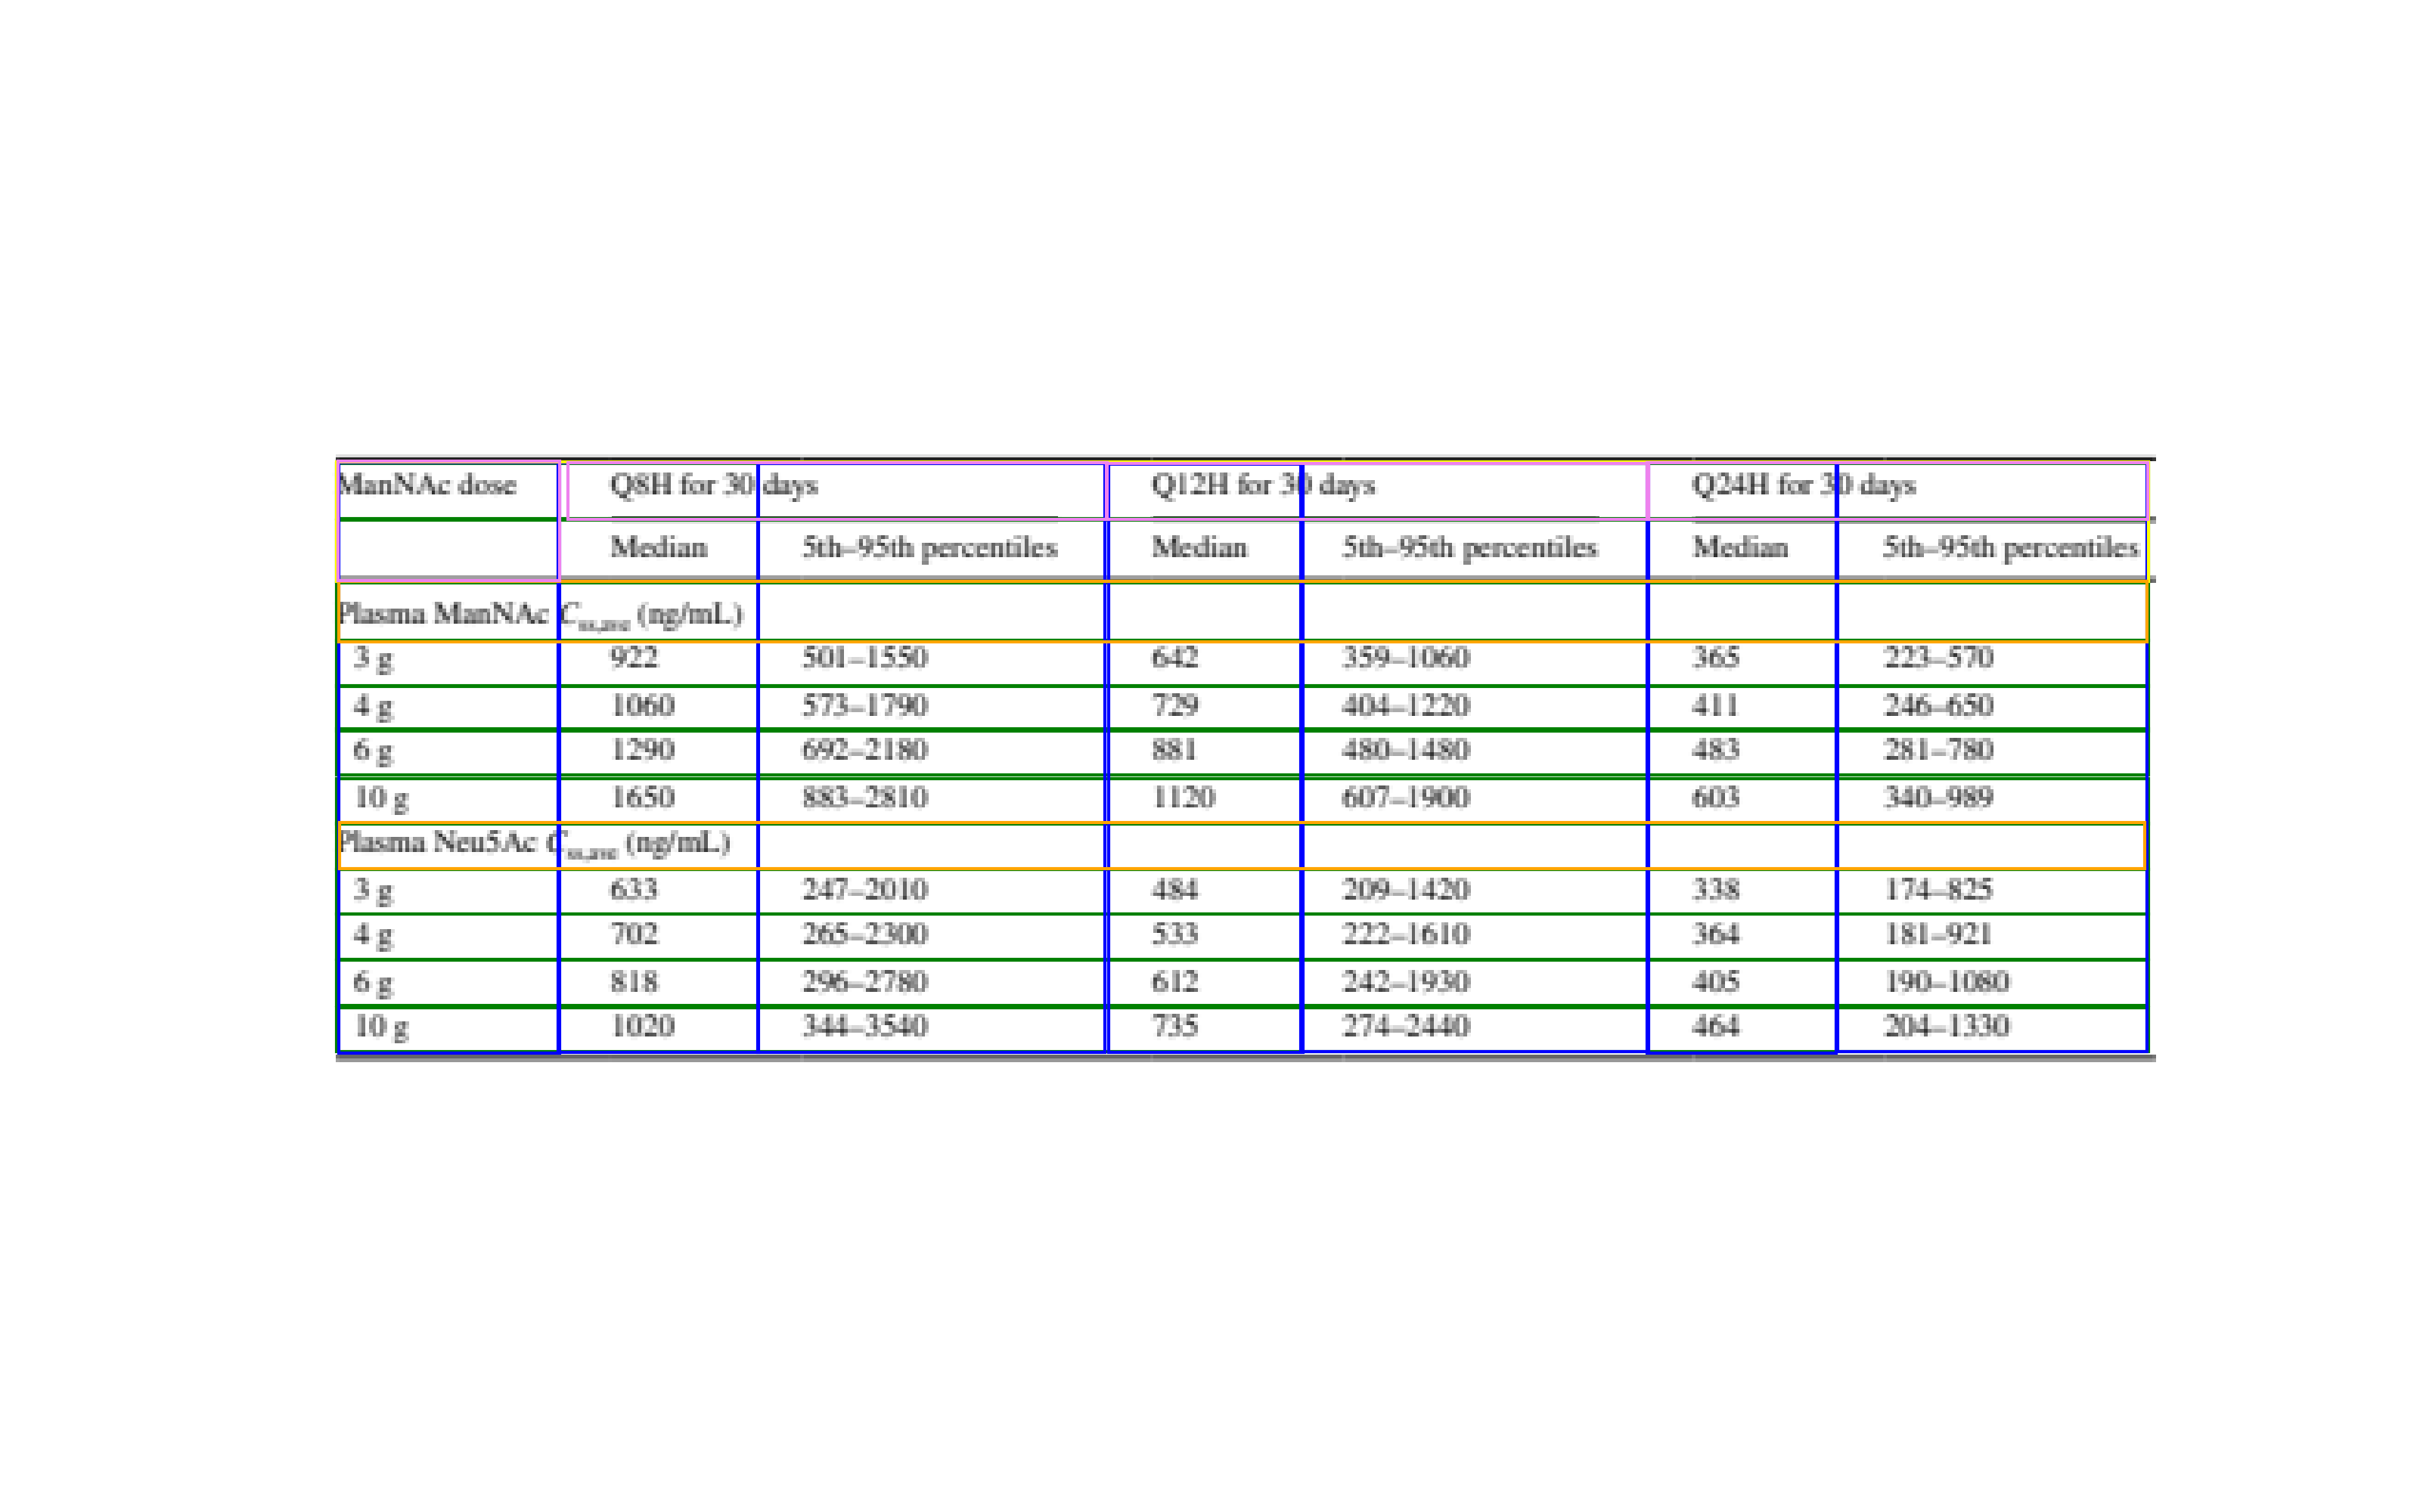 ManNAc dose Q8H for 30 days Q12H for 30 days Q24H for 30 days
Median 5th–95th percentiles Median 5th–95th percentiles Median 5th–95th percentiles
Plasma ManNAc Css,avg (ng/mL)
3 g 922 501–1550 642 359–1060 365 223–570
4 g 1060 573–1790 729 404–1220 411 246–650
6 g 1290 692–2180 881 480–1480 483 281–780
10 g 1650 883–2810 1120 607–1900 603 340–989
Plasma Neu5Ac Css,avg (ng/mL)
3 g 633 247–2010 484 209–1420 338 174–825
4 g 702 265–2300 533 222–1610 364 181–921
6 g 818 296–2780 612 242–1930 405 190–1080
10 g 1020 344–3540 735 274–2440 464 204–1330